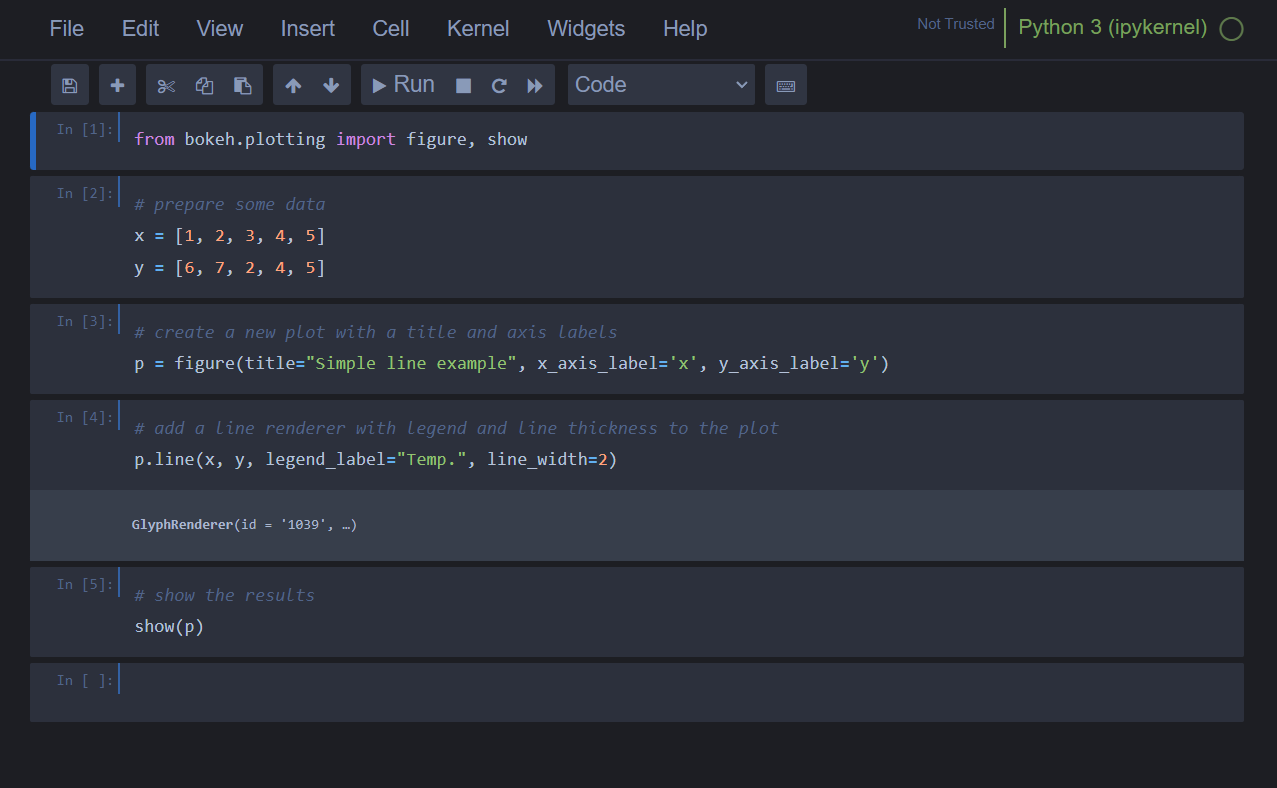 File Edit View Insert Cell Kernel Widgets Help Not Trusted Python 3 (ipykernel)
Run Code
In [1]: from bokeh.plotting import figure, show
In [2]: # prepare some data
x = [1, 2, 3, 4, 5]
y = [6, 7, 2, 4, 5]
In [3]: # create a new plot with a title and axis labels
p = figure(title="Simple line example", x_axis_label='x', y_axis_label='y')
In [4]: # add a line renderer with legend and line thickness to the plot
p.line(x, y, legend_label="Temp.", line_width=2)
GlyphRenderer(id = '1039', …)
In [5]: # show the results
show(p)
In [ ]: